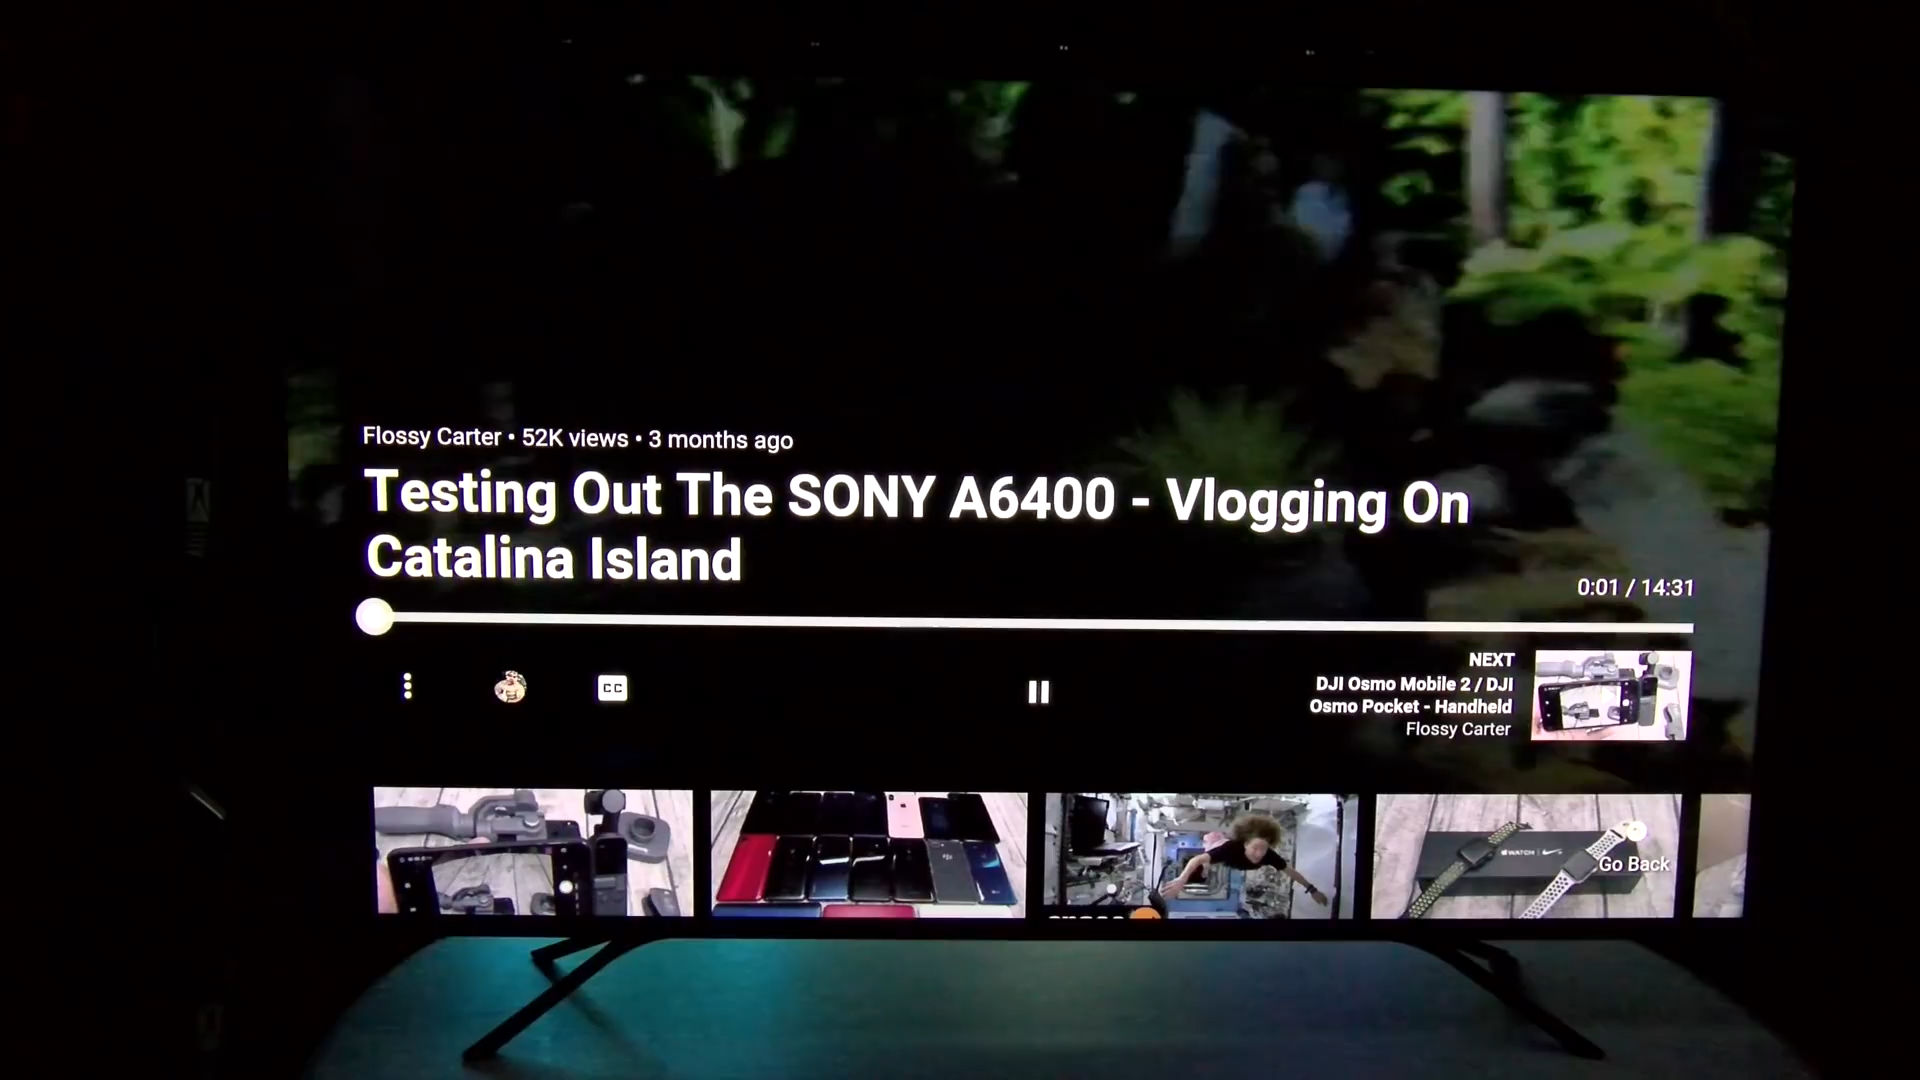 Flossy Carter • 52K views • 3 months ago
Testing Out The SONY A6400 - Vlogging On
Catalina Island
0:01 / 14:31
CC
NEXT
DJI Osmo Mobile 2 / DJI
Osmo Pocket - Handheld
Flossy Carter
WATCH
Go Back